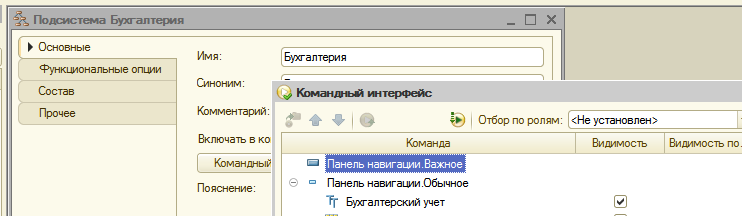 Подсистема Бухгалтерия
Основные
Функциональные опции
Состав
Прочее
Имя:
Бухгалтерия
Синоним:
Комментарий:
Включать в
Командный
Пояснение:
Командный интерфейс
Отбор по ролям:
<Не установлен>
Команда
Видимость
Видимость по
Панель навигации.Важное
Панель навигации.Обычное
Бухгалтерский учет